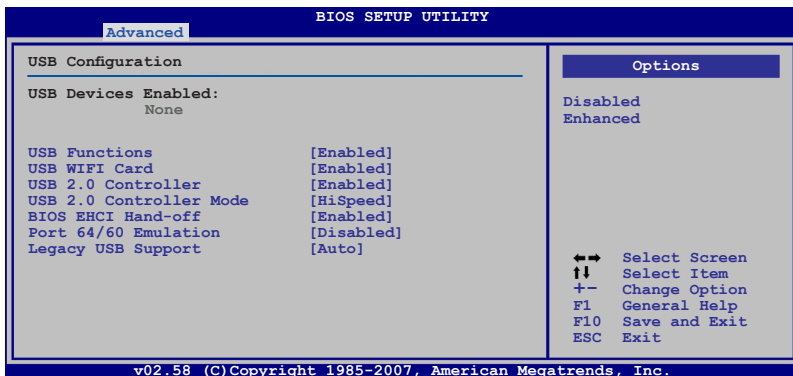 BIOS SETUP UTILITY
Advanced
USB Configuration
USB Devices Enabled:
None
USB Functions [Enabled]
USB WIFI Card [Enabled]
USB 2.0 Controller [Enabled]
USB 2.0 Controller Mode [HiSpeed]
BIOS EHCI Hand-off [Enabled]
Port 64/60 Emulation [Disabled]
Legacy USB Support [Auto]
Options
Disabled
Enhanced
←→ Select Screen
↑↓ Select Item
+- Change Option
F1 General Help
F10 Save and Exit
ESC Exit
v02.58 (C)Copyright 1985-2007, American Megatrends, Inc.